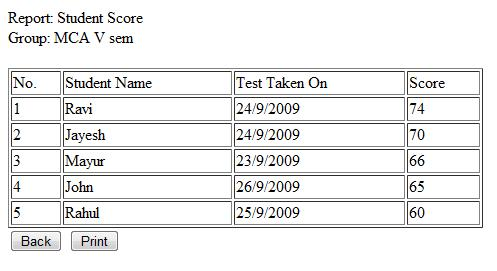 Report: Student Score
Group: MCA V sem
No. Student Name Test Taken On Score
1 Ravi 24/9/2009 74
2 Jayesh 24/9/2009 70
3 Mayur 23/9/2009 66
4 John 26/9/2009 65
5 Rahul 25/9/2009 60
Back Print